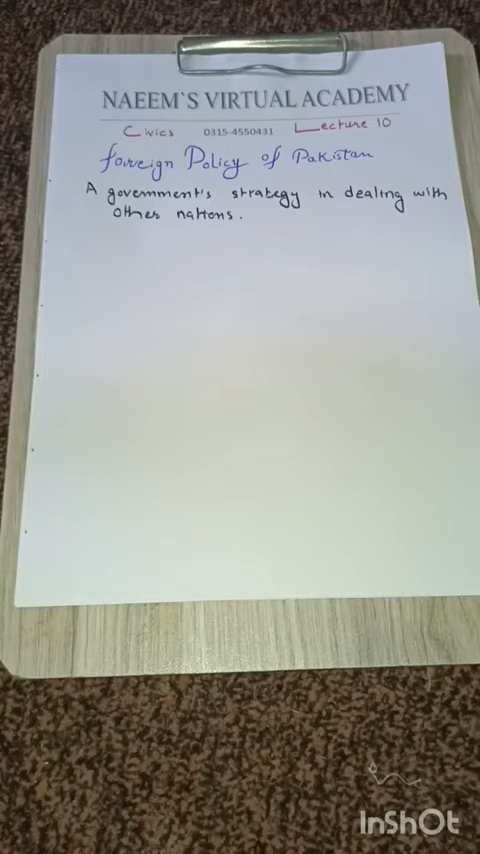 NAEEM`S VIRTUAL ACADEMY
Civics 0315-4550431 Lecture 10
foreign Policy of Pakistan
A government's strategy in dealing with
other nations.
InShOt